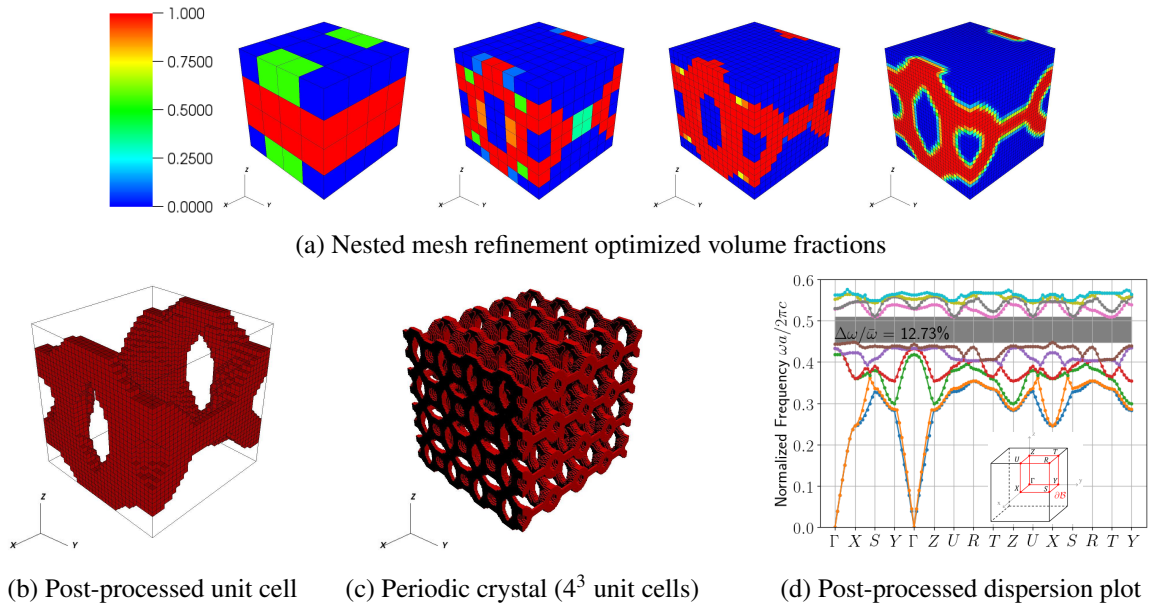 1.000
0.7500
0.5000
0.2500
0.0000
Z
X Y
Z
X Y
Z
X Y
Z
X Y
(a) Nested mesh refinement optimized volume fractions
Z
X Y
(b) Post-processed unit cell
Z
X Y
(c) Periodic crystal (4³ unit cells)
Normalized Frequency ωa/2πc
0.6
0.5
0.4
0.3
0.2
0.1
0.0
Δω/ω̄ = 12.73%
z
Z T
U R
Γ Y y
X S
x ∂B
Γ X S Y Γ Z U R T Z U X S R T Y
(d) Post-processed dispersion plot